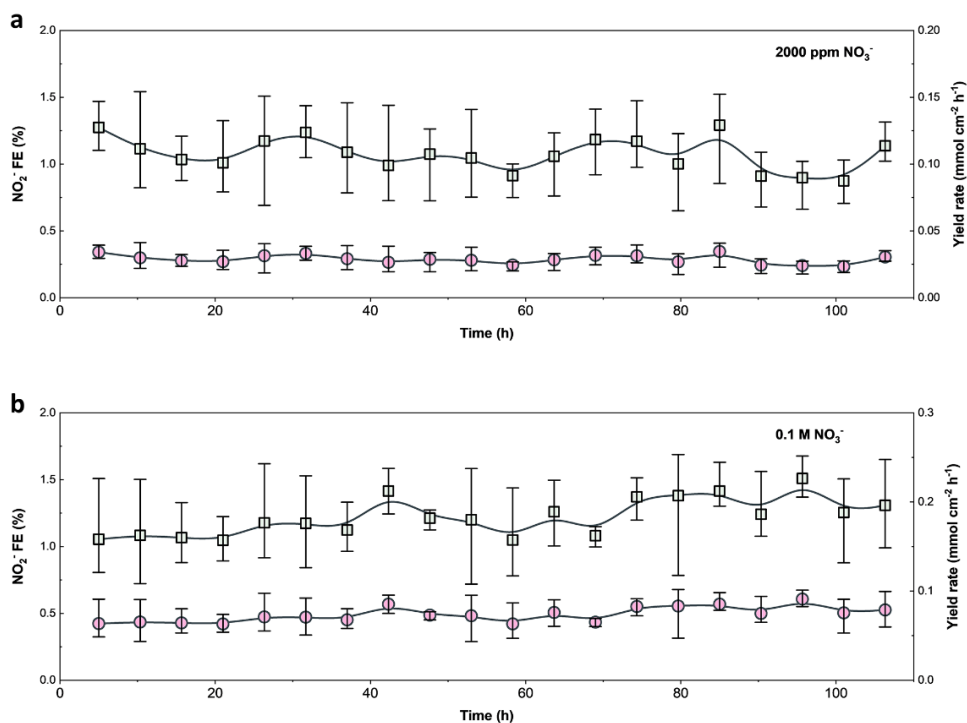 a
2000 ppm NO₃⁻
NO₂⁻ FE (%)
2.0
1.5
1.0
0.5
0.0
0.20
0.15
0.10
0.05
0.00
Yield rate (mmol cm⁻² h⁻¹)
0 20 40 60 80 100
Time (h)
b
0.1 M NO₃⁻
NO₂⁻ FE (%)
2.0
1.5
1.0
0.5
0.0
0.3
0.2
0.1
0.0
Yield rate (mmol cm⁻² h⁻¹)
0 20 40 60 80 100
Time (h)